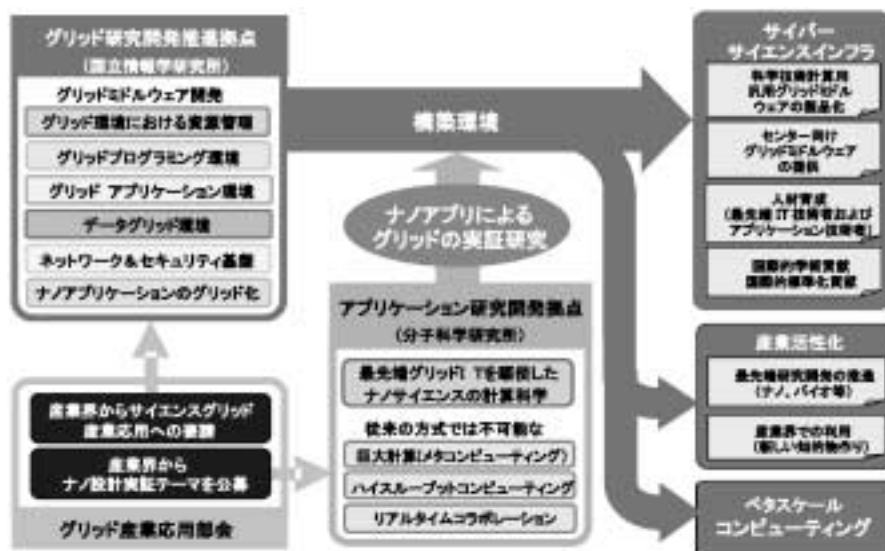 グリッド研究開発推進拠点
(国立情報学研究所)
グリッドミドルウェア開発
グリッド環境における資源管理
グリッドプログラミング環境
グリッド アプリケーション環境
データグリッド環境
ネットワーク&セキュリティ基盤
ナノアプリケーションのグリッド化
産業界からサイエンスグリッド
産業応用への要請
産業界から
ナノ設計実証テーマを公募
グリッド産業応用部会
構築環境
ナノアプリによる
グリッドの実証研究
アプリケーション研究開発拠点
(分子科学研究所)
最先端グリッドI Tを駆使した
ナノサイエンスの計算科学
従来の方式では不可能な
巨大計算(メタコンピューティング)
ハイスループットコンピューティング
リアルタイムコラボレーション
サイバー
サイエンスインフラ
科学技術計算用
汎用グリッドミドル
ウェアの製品化
センター向け
グリッドミドルウェア
の提供
人材育成
(最先端IT技術者および
アプリケーション技術者)
国際的学術貢献
国際的標準化貢献
産業活性化
最先端研究開発の推進
(ナノ、バイオ等)
産業界での利用
(新しい知的物作り)
ペタスケール
コンピューティング